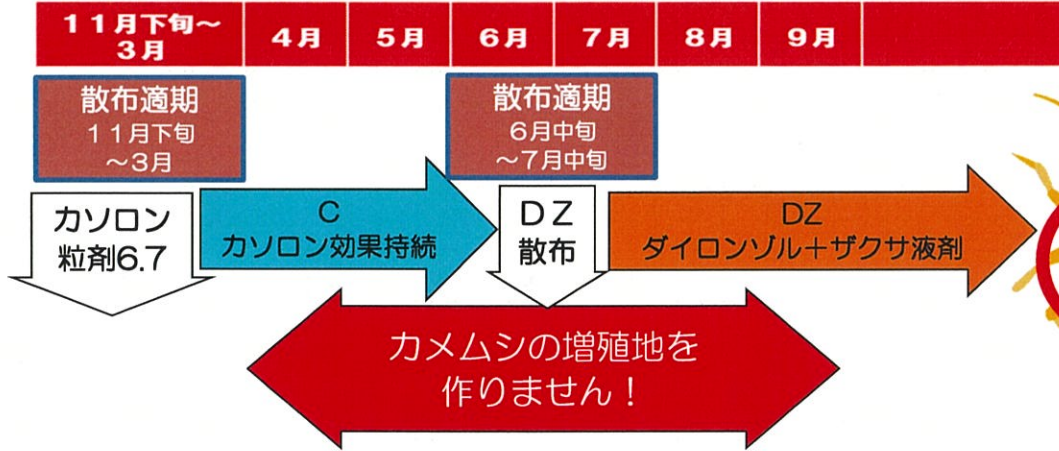 11月下旬~
3月
4月
5月
6月
7月
8月
9月
散布適期
11月下旬
~3月
散布適期
6月中旬
~7月中旬
カソロン
粒剤6.7
C
カソロン効果持続
DZ
散布
DZ
ダイロンゾル+ザクサ液剤
カメムシの増殖地を
作りません!